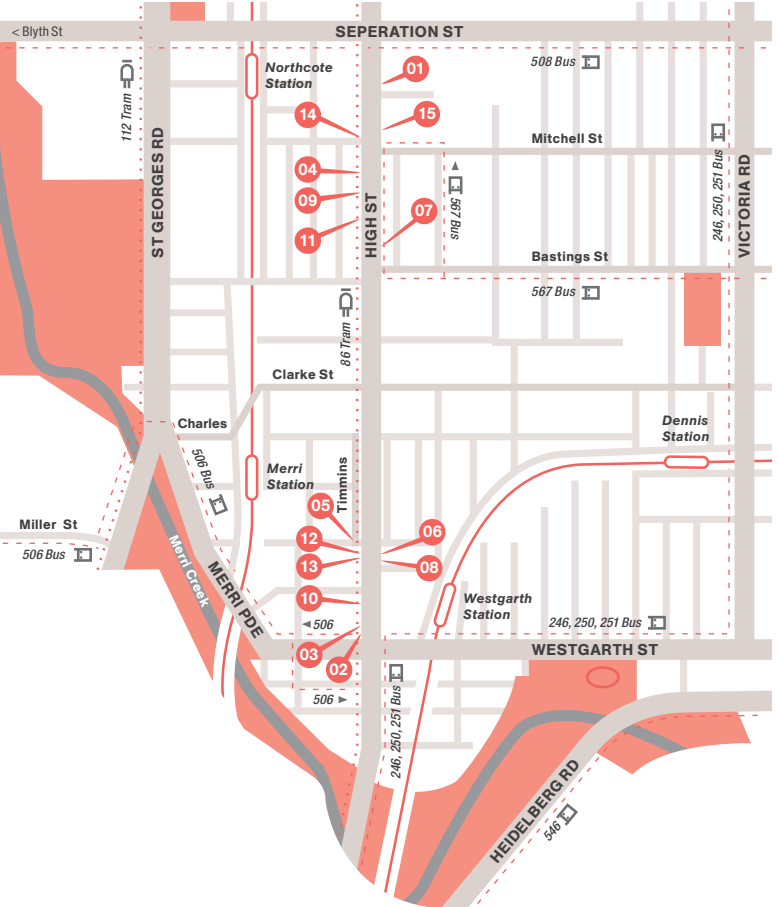 < Blyth St
SEPERATION ST
Northcote
Station
01
508 Bus
112 Tram
14
15
Mitchell St
246, 250, 251 Bus
ST GEORGES RD
HIGH ST
VICTORIA RD
04
09
07
567 Bus
11
Bastings St
567 Bus
86 Tram
Clarke St
Charles
Dennis
Station
506 Bus
Merri
Station
Timmins
05
Miller St
506 Bus
12
06
13
08
Merri Creek
MERRI PDE
10
Westgarth
Station
506
246, 250, 251 Bus
03
02
WESTGARTH ST
506
246, 250, 251 Bus
HEIDELBERG RD
546